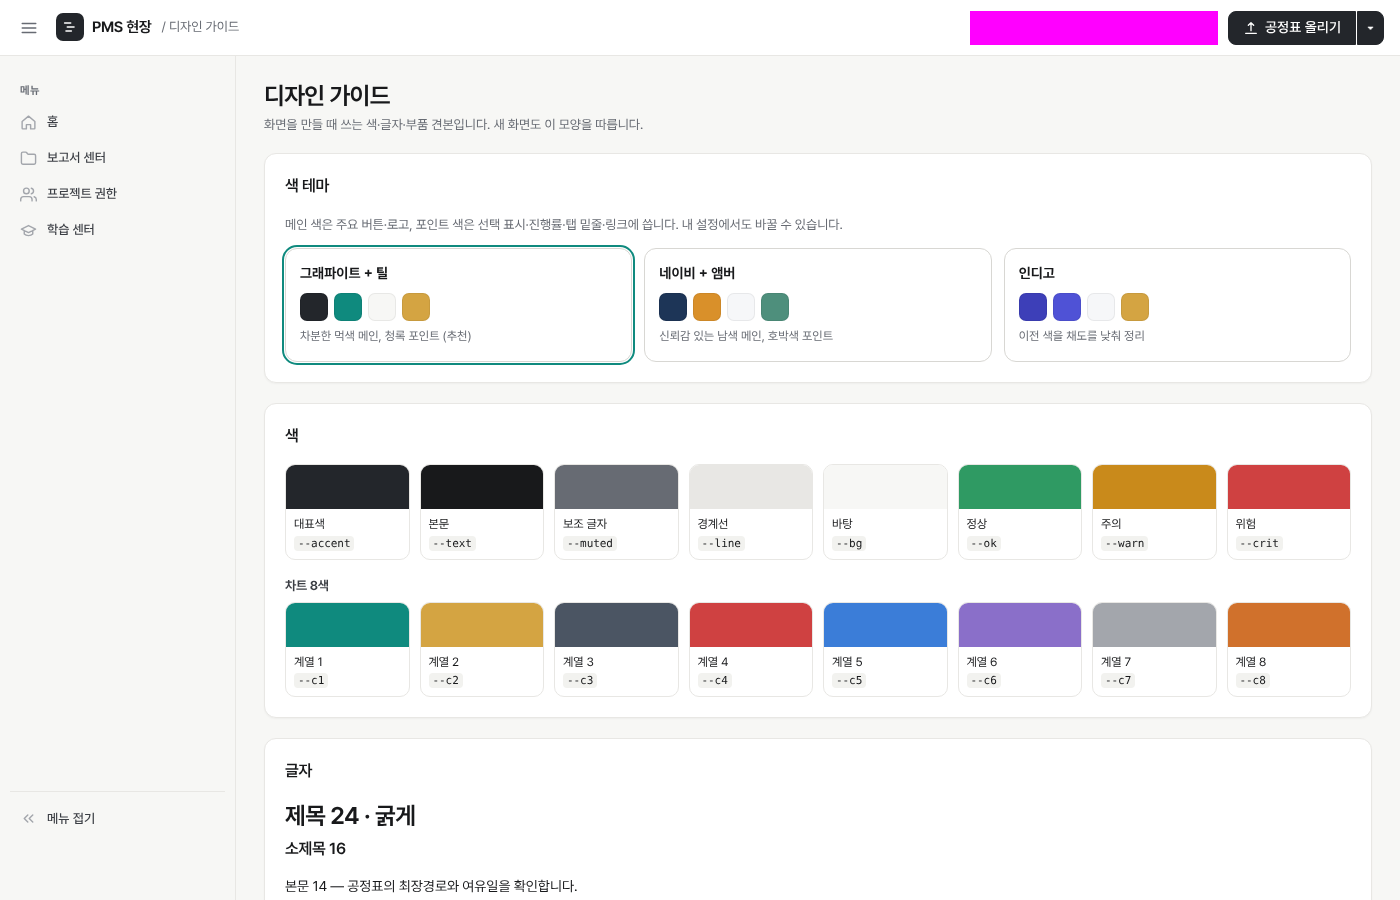 PMS 현장 / 디자인 가이드
공정표 올리기
메뉴
홈
보고서 센터
프로젝트 권한
학습 센터
메뉴 접기
디자인 가이드
화면을 만들 때 쓰는 색·글자·부품 견본입니다. 새 화면도 이 모양을 따릅니다.
색 테마
메인 색은 주요 버튼·로고, 포인트 색은 선택 표시·진행률·탭 밑줄·링크에 씁니다. 내 설정에서도 바꿀 수 있습니다.
그래파이트 + 틸
차분한 먹색 메인, 청록 포인트 (추천)
네이비 + 앰버
신뢰감 있는 남색 메인, 호박색 포인트
인디고
이전 색을 채도를 낮춰 정리
색
대표색
--accent
본문
--text
보조 글자
--muted
경계선
--line
바탕
--bg
정상
--ok
주의
--warn
위험
--crit
차트 8색
계열 1
--c1
계열 2
--c2
계열 3
--c3
계열 4
--c4
계열 5
--c5
계열 6
--c6
계열 7
--c7
계열 8
--c8
글자
제목 24 · 굵게
소제목 16
본문 14 — 공정표의 최장경로와 여유일을 확인합니다.